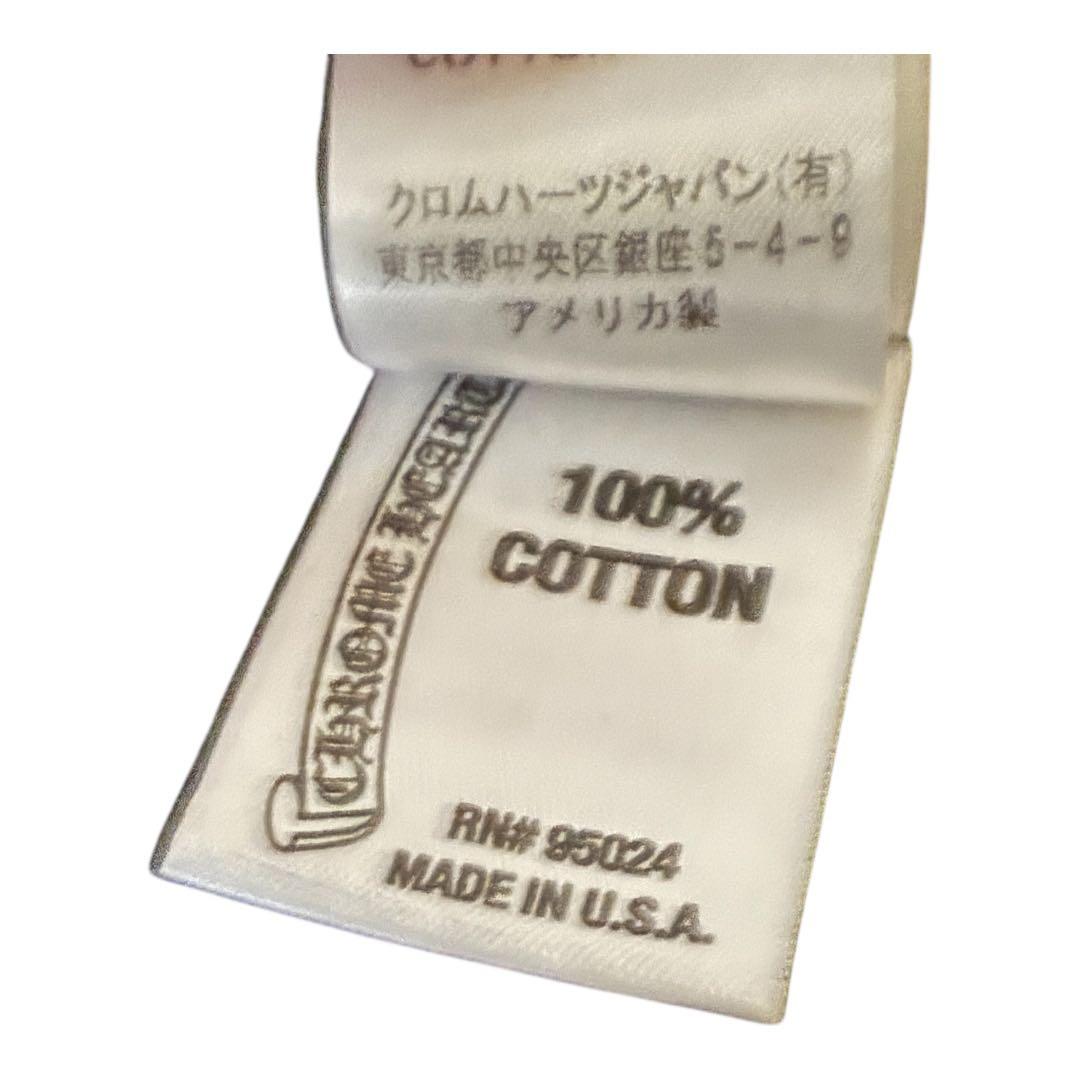 クロムハーツジャパン(有)
東京都中央区銀座5-4-9
アメリカ製
CHROME HEART
100%
COTTON
RN# 95024
MADE IN U.S.A.